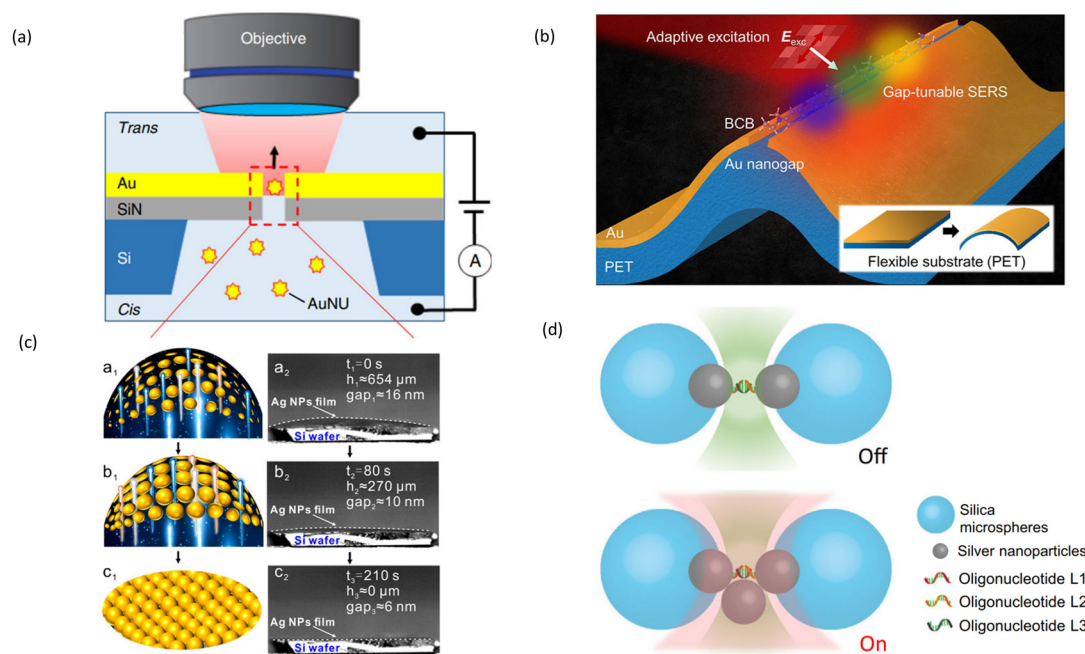 (a)
Objective
Trans
Au
SiN
Si
A
AuNU
Cis
(b)
Adaptive excitation
Eexc
Gap-tunable SERS
BCB
Au nanogap
Au
PET
Flexible substrate (PET)
(c)
a1
a2
t1=0 s
h1≈654 μm
gap1≈16 nm
Ag NPs film
Si wafer
b1
b2
t2=80 s
h2≈270 μm
gap2≈10 nm
Ag NPs film
Si wafer
c1
c2
t3=210 s
h3≈0 μm
gap3≈6 nm
Ag NPs film
Si wafer
(d)
Off
On
Silica
microspheres
Silver nanoparticles
Oligonucleotide L1
Oligonucleotide L2
Oligonucleotide L3